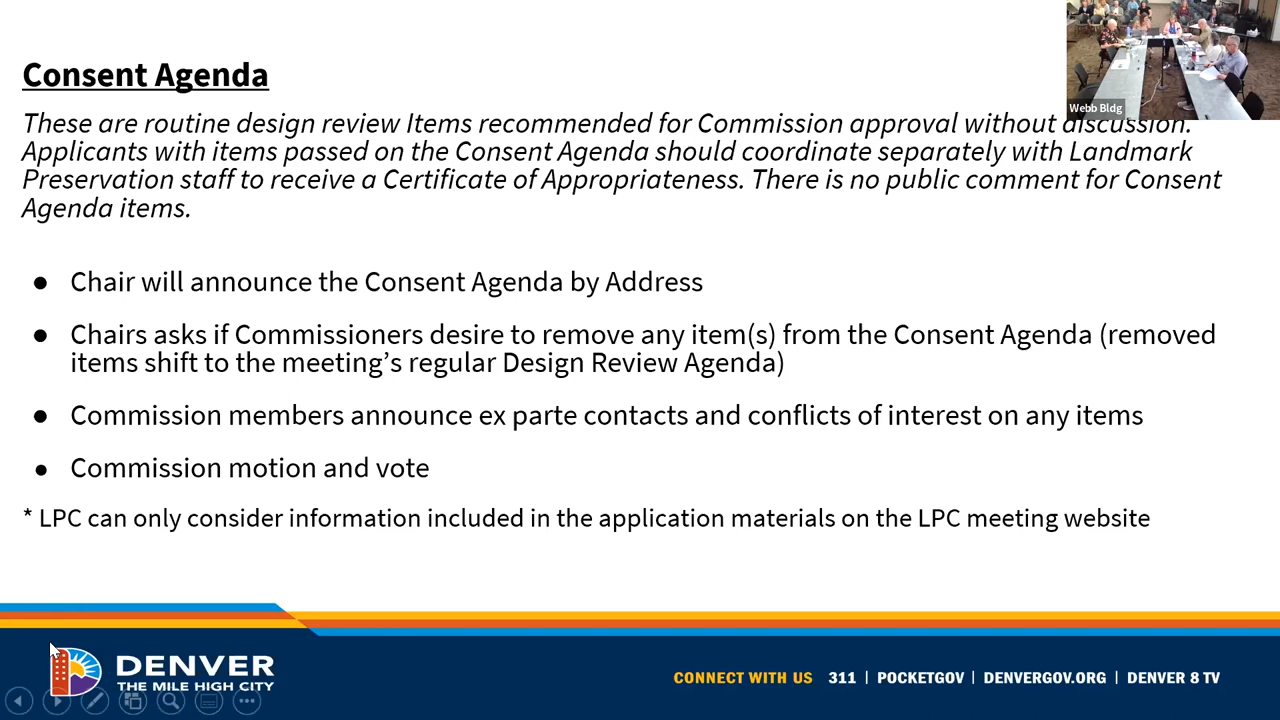 Consent Agenda
Webb Bldg
These are routine design review Items recommended for Commission approval without discussion.
Applicants with items passed on the Consent Agenda should coordinate separately with Landmark
Preservation staff to receive a Certificate of Appropriateness. There is no public comment for Consent
Agenda items.
● Chair will announce the Consent Agenda by Address
● Chairs asks if Commissioners desire to remove any item(s) from the Consent Agenda (removed
items shift to the meeting’s regular Design Review Agenda)
● Commission members announce ex parte contacts and conflicts of interest on any items
● Commission motion and vote
* LPC can only consider information included in the application materials on the LPC meeting website
DENVER
THE MILE HIGH CITY
CONNECT WITH US 311 | POCKETGOV | DENVERGOV.ORG | DENVER 8 TV